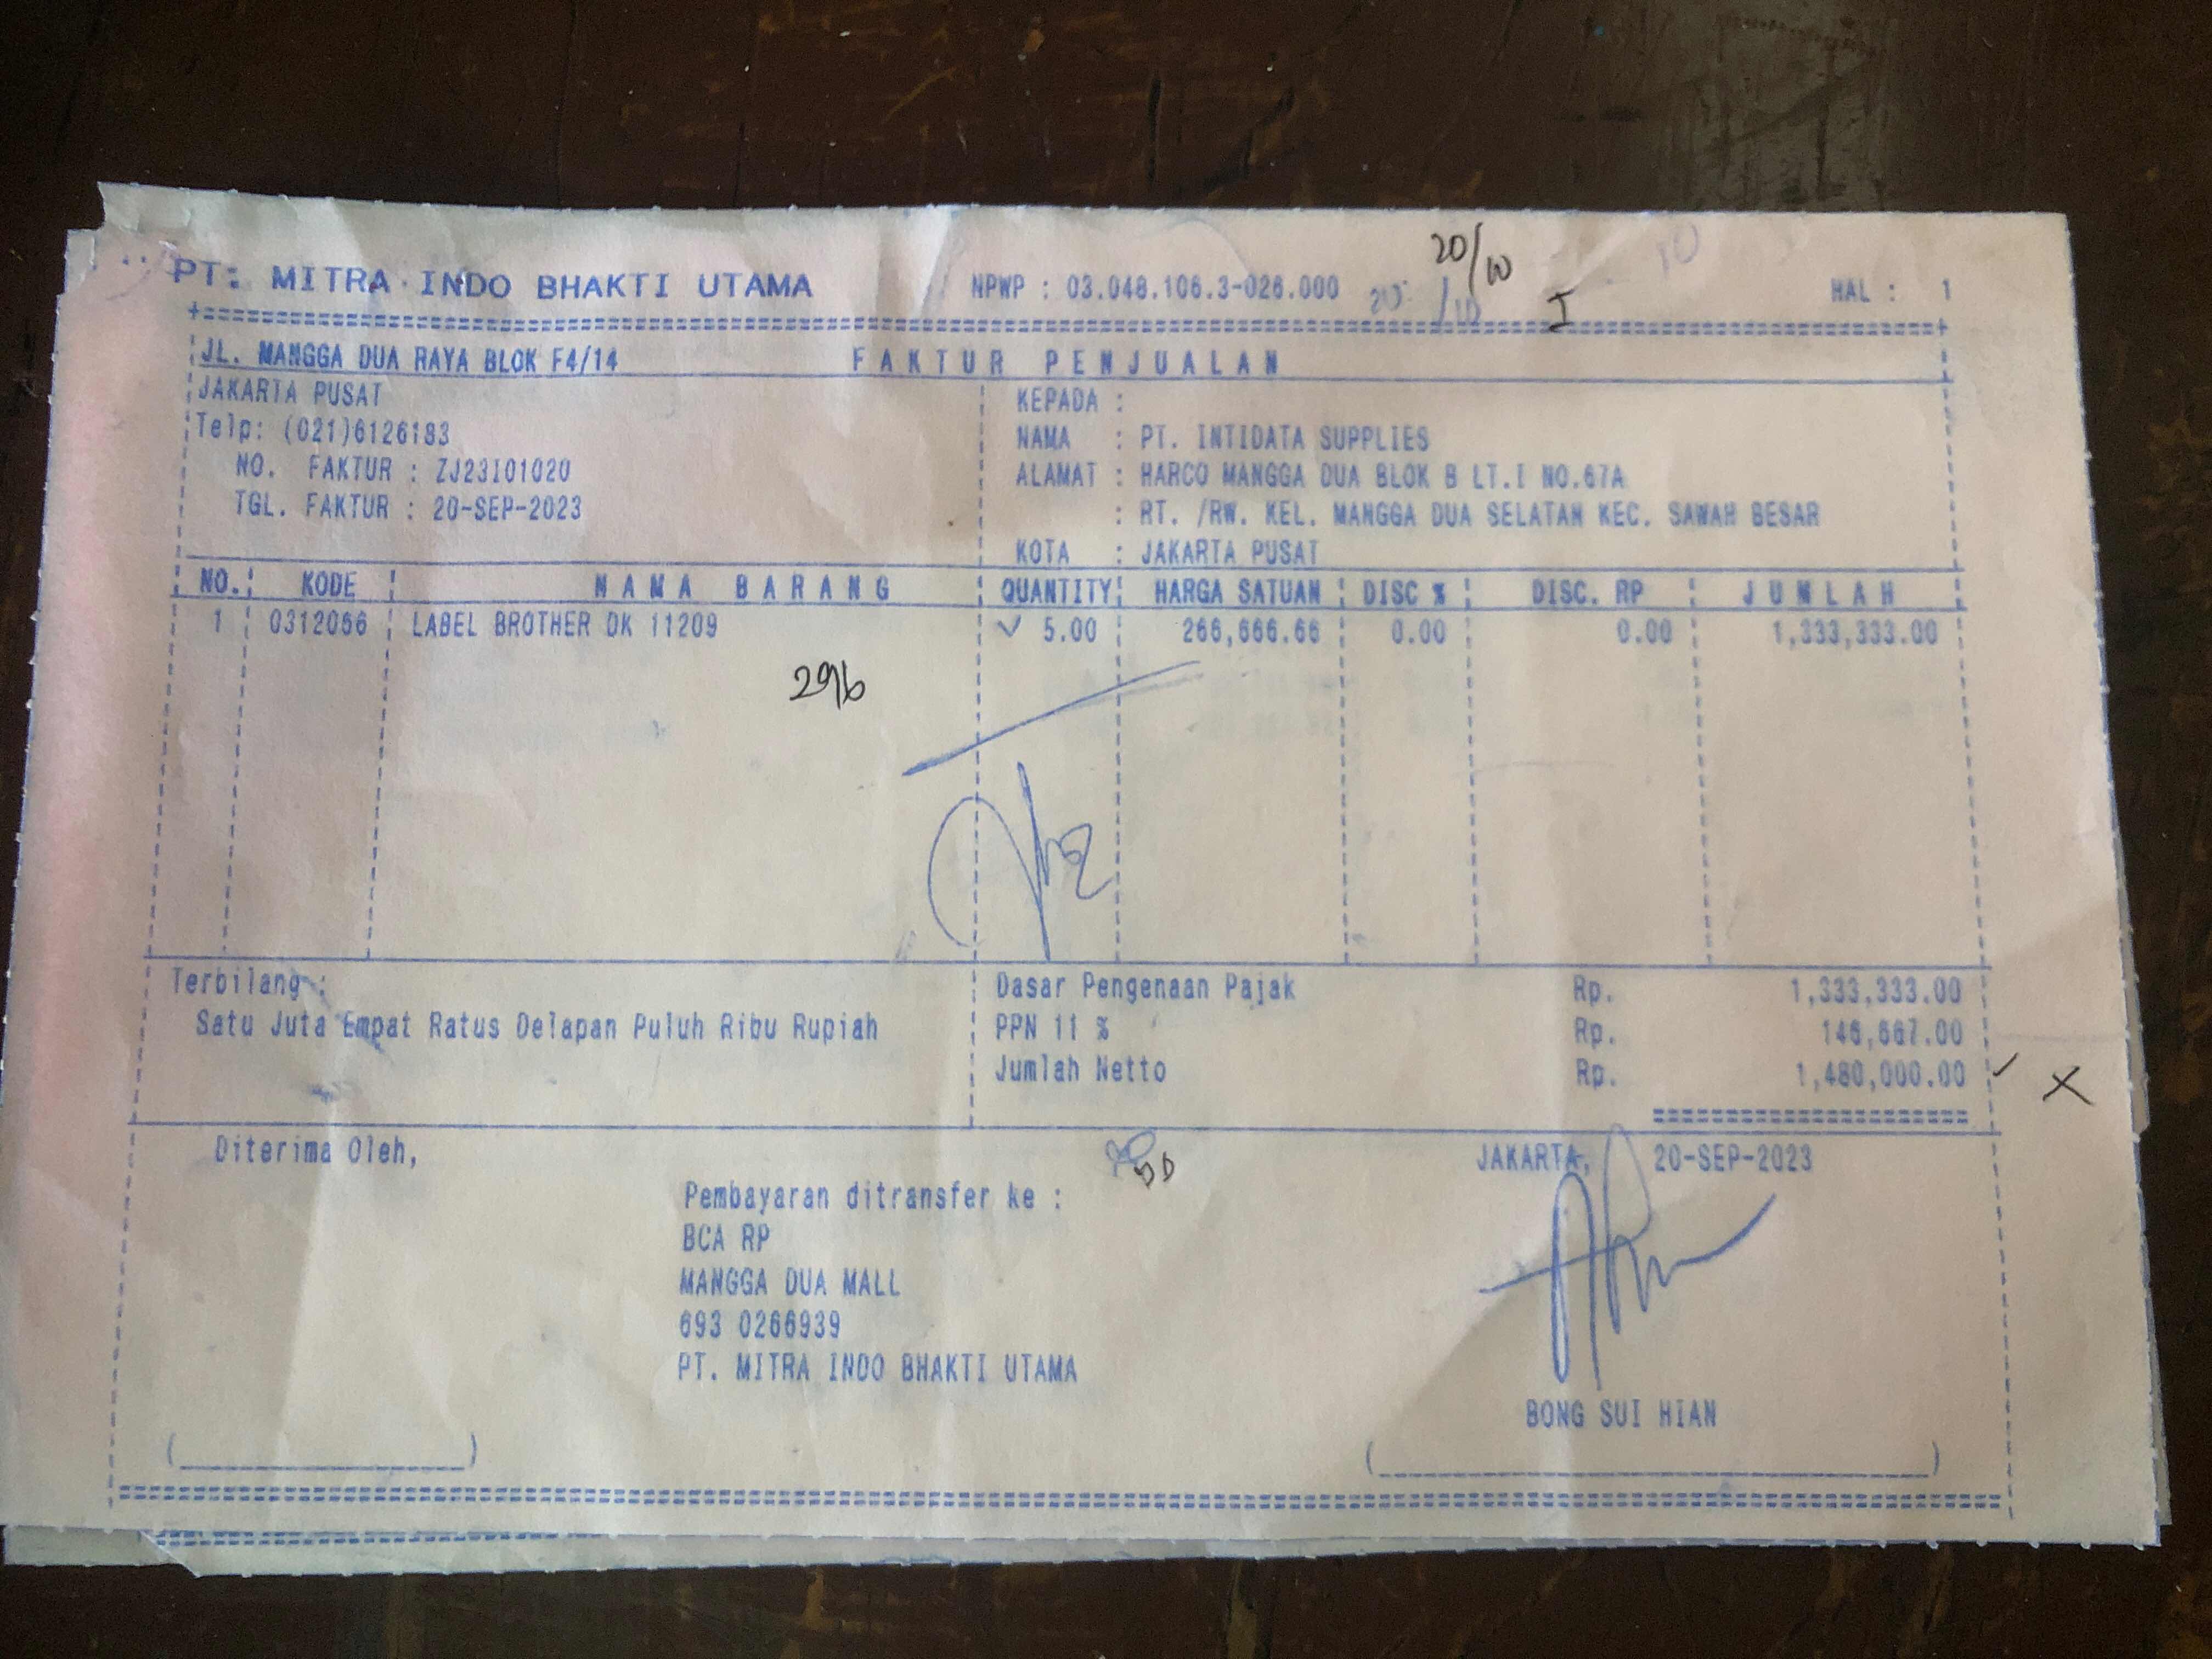 PT. MITRA INDO BHAKTI UTAMA NPWP : 03.048.106.3-026.000 20/10 HAL : 1
JL. MANGGA DUA RAYA BLOK F4/14 FAKTUR PENJUALAN
JAKARTA PUSAT
Telp: (021)6126183
NO. FAKTUR : ZJ23I01020
TGL. FAKTUR : 20-SEP-2023
KEPADA :
NAMA : PT. INTIDATA SUPPLIES
ALAMAT : HARCO MANGGA DUA BLOK B LT.I NO.67A
: RT. /RW. KEL. MANGGA DUA SELATAN KEC. SAWAH BESAR
KOTA : JAKARTA PUSAT
NO. KODE NAMA BARANG QUANTITY HARGA SATUAN DISC % DISC. RP JUMLAH
1 0312066 LABEL BROTHER DK 11209 5.00 266,666.66 0.00 0.00 1,333,333.00
Terbilang :
Satu Juta Empat Ratus Delapan Puluh Ribu Rupiah
Dasar Pengenaan Pajak Rp. 1,333,333.00
PPN 11 % Rp. 146,667.00
Jumlah Netto Rp. 1,480,000.00
Diterima Oleh,
JAKARTA, 20-SEP-2023
Pembayaran ditransfer ke :
BCA RP
MANGGA DUA MALL
693 0266939
PT. MITRA INDO BHAKTI UTAMA
BONG SUI HIAN